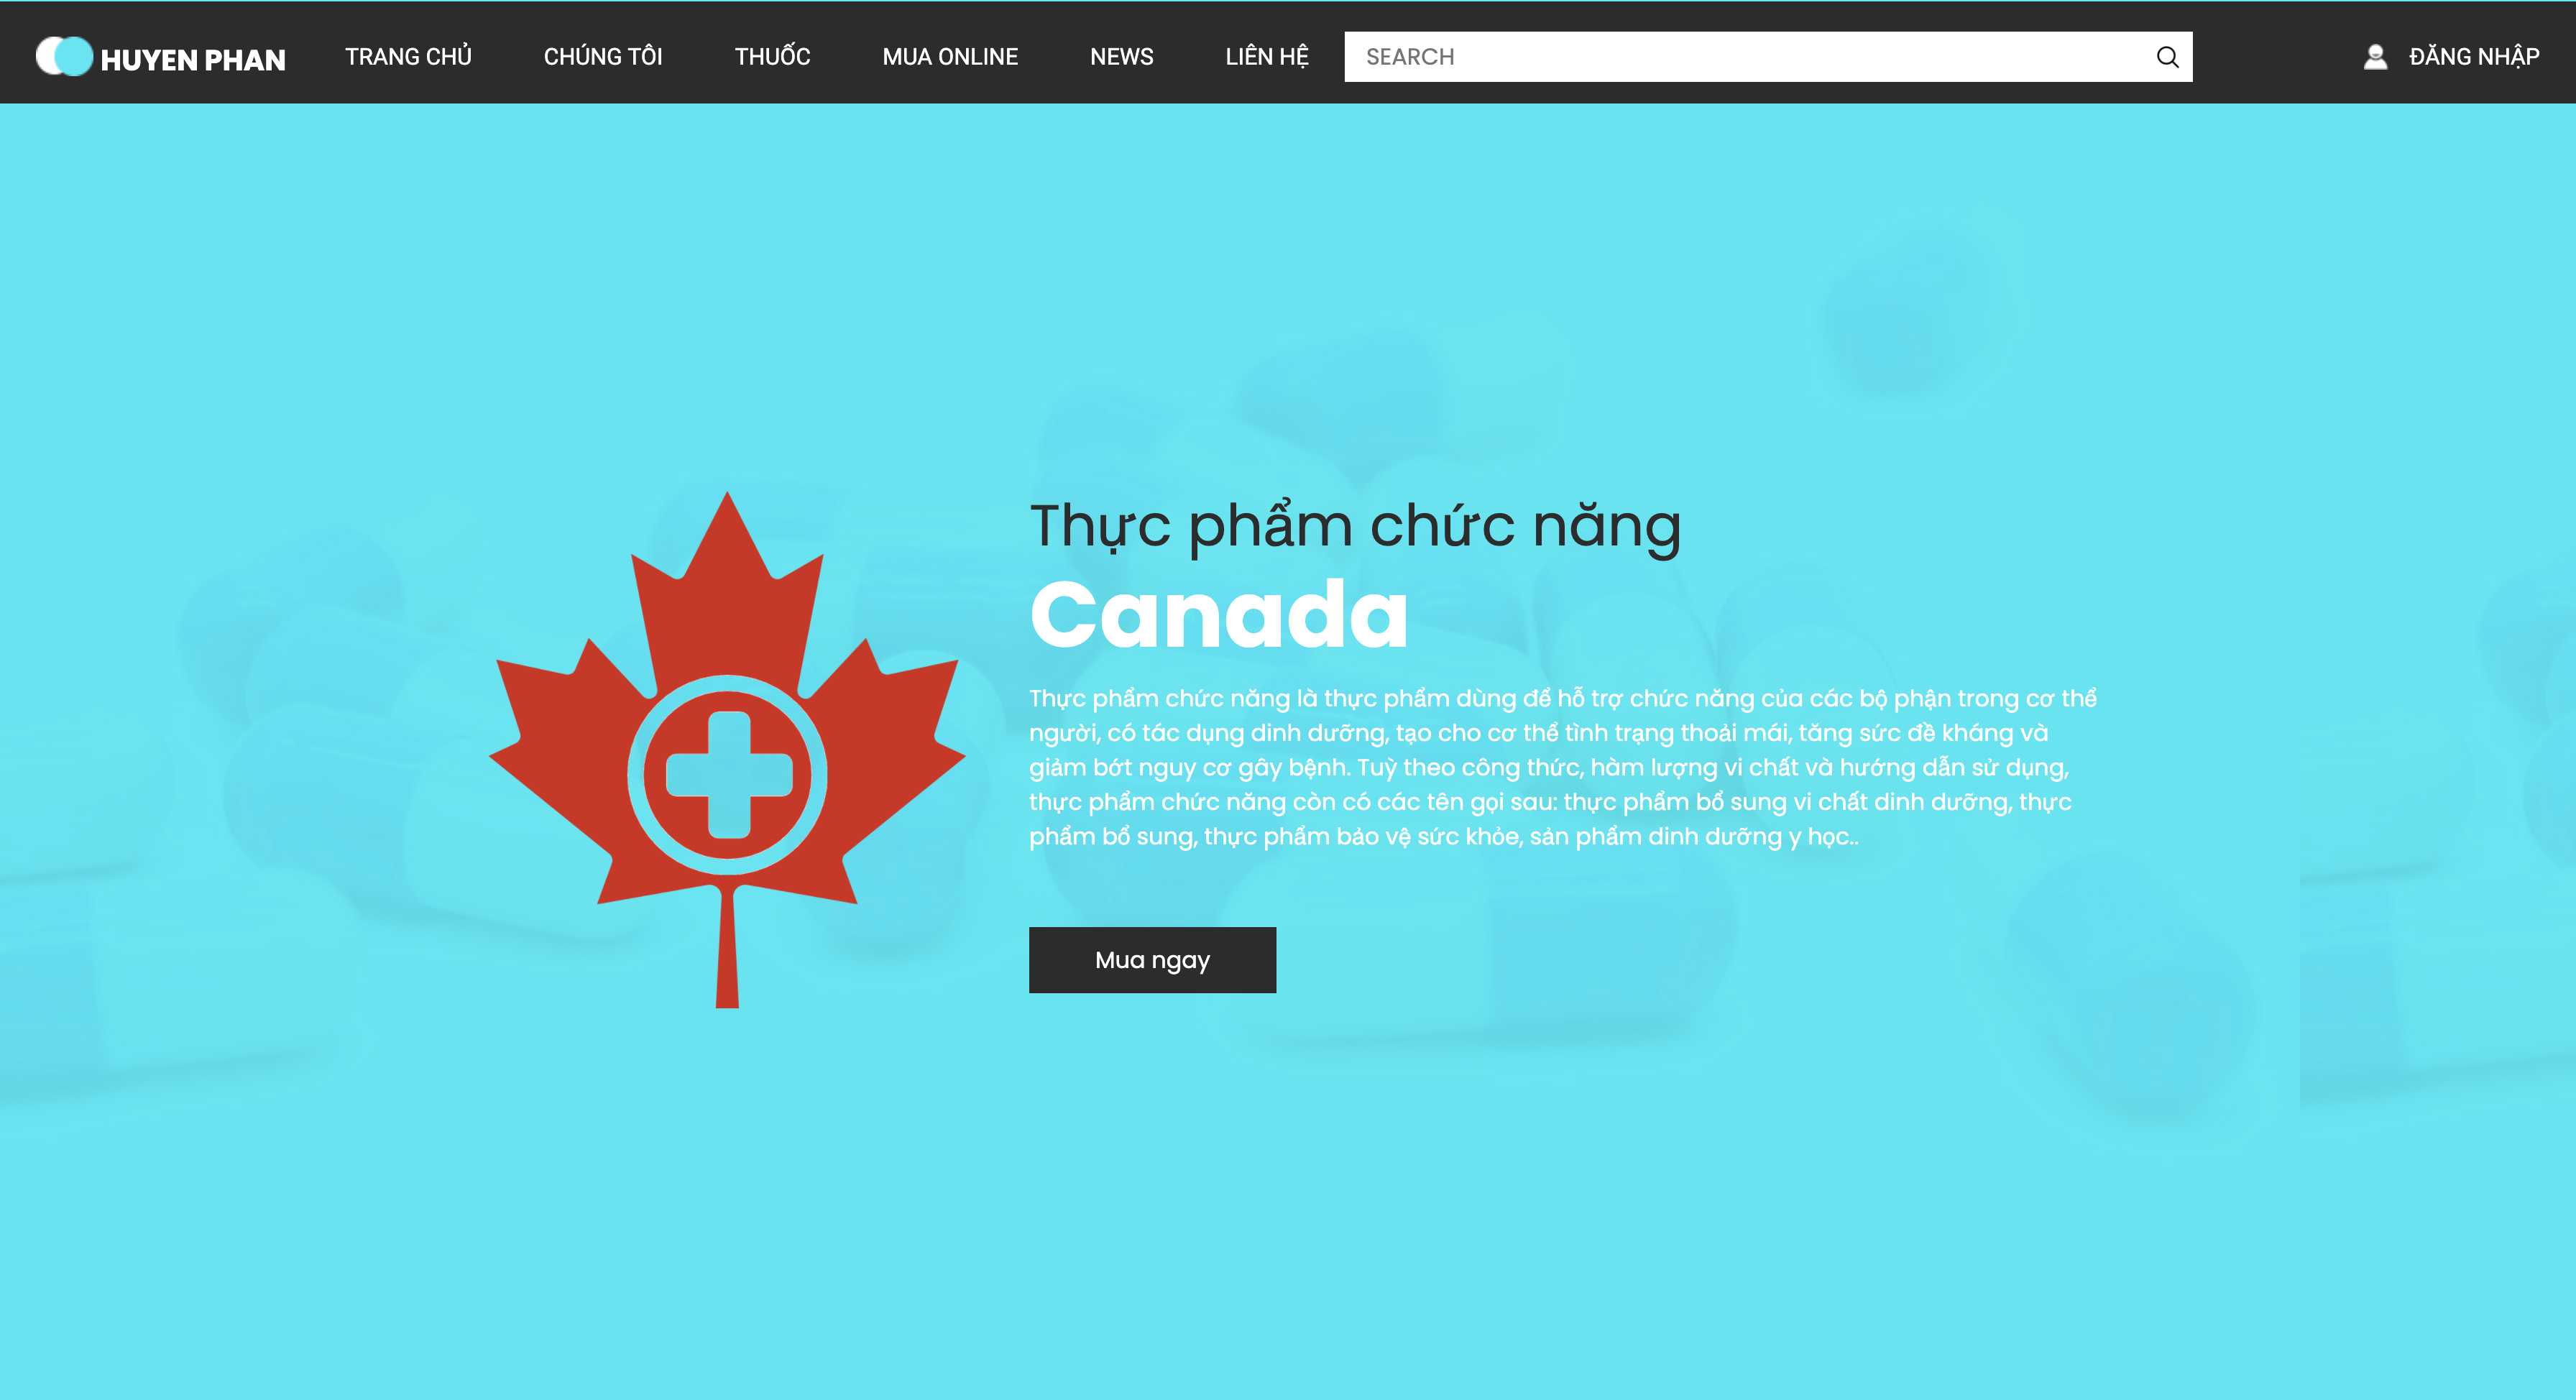 HUYEN PHAN
TRANG CHỦ
CHÚNG TÔI
THUỐC
MUA ONLINE
NEWS
LIÊN HỆ
SEARCH
ĐĂNG NHẬP
Thực phẩm chức năng
Canada
Thực phẩm chức năng là thực phẩm dùng để hỗ trợ chức năng của các bộ phận trong cơ thể
người, có tác dụng dinh dưỡng, tạo cho cơ thể tình trạng thoải mái, tăng sức đề kháng và
giảm bớt nguy cơ gây bệnh. Tuỳ theo công thức, hàm lượng vi chất và hướng dẫn sử dụng,
thực phẩm chức năng còn có các tên gọi sau: thực phẩm bổ sung vi chất dinh dưỡng, thực
phẩm bổ sung, thực phẩm bảo vệ sức khỏe, sản phẩm dinh dưỡng y học..
Mua ngay